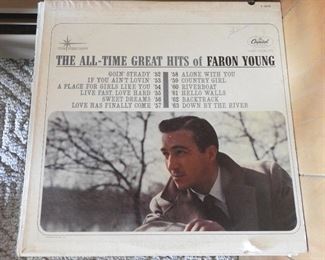 Capitol
THE ALL-TIME GREAT HITS of FARON YOUNG
GOIN' STEADY '53 '58 ALONE WITH YOU
IF YOU AIN'T LOVIN' '53 '59 COUNTRY GIRL
A PLACE FOR GIRLS LIKE YOU '54 '60 RIVERBOAT
LIVE FAST, LOVE HARD '55 '61 HELLO WALLS
SWEET DREAMS '56 '62 BACKTRACK
LOVE HAS FINALLY COME '57 '63 DOWN BY THE RIVER